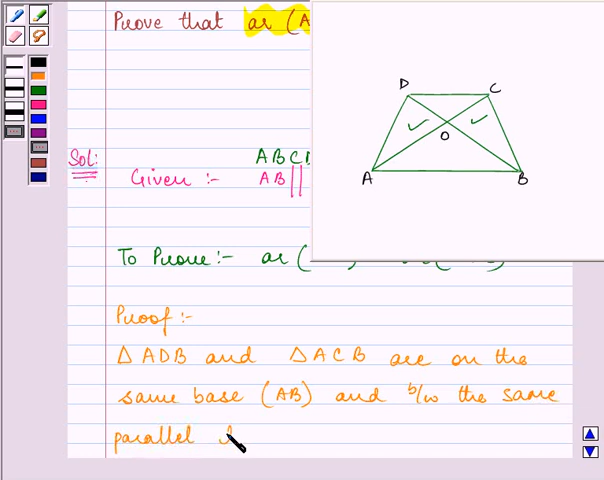 Prove that ar (A
D C
O
A B
Sol:
ABCD
Given :- AB||
To Prove :- ar (
Proof :-
△ ADB and △ ACB are on the
same base (AB) and b/w the same
parallel